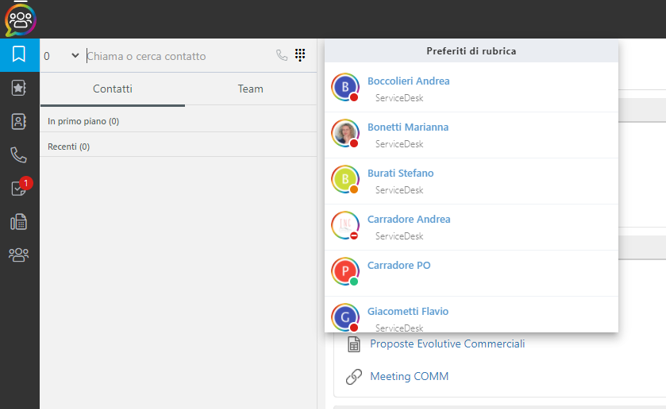 0
Chiama o cerca contatto
Contatti
Team
In primo piano (0)
Recenti (0)
1
Preferiti di rubrica
B
Boccolieri Andrea
ServiceDesk
Bonetti Marianna
ServiceDesk
B
Burati Stefano
ServiceDesk
Carradore Andrea
ServiceDesk
P
Carradore PO
G
Giacometti Flavio
ServiceDesk
Proposte Evolutive Commerciali
Meeting COMM